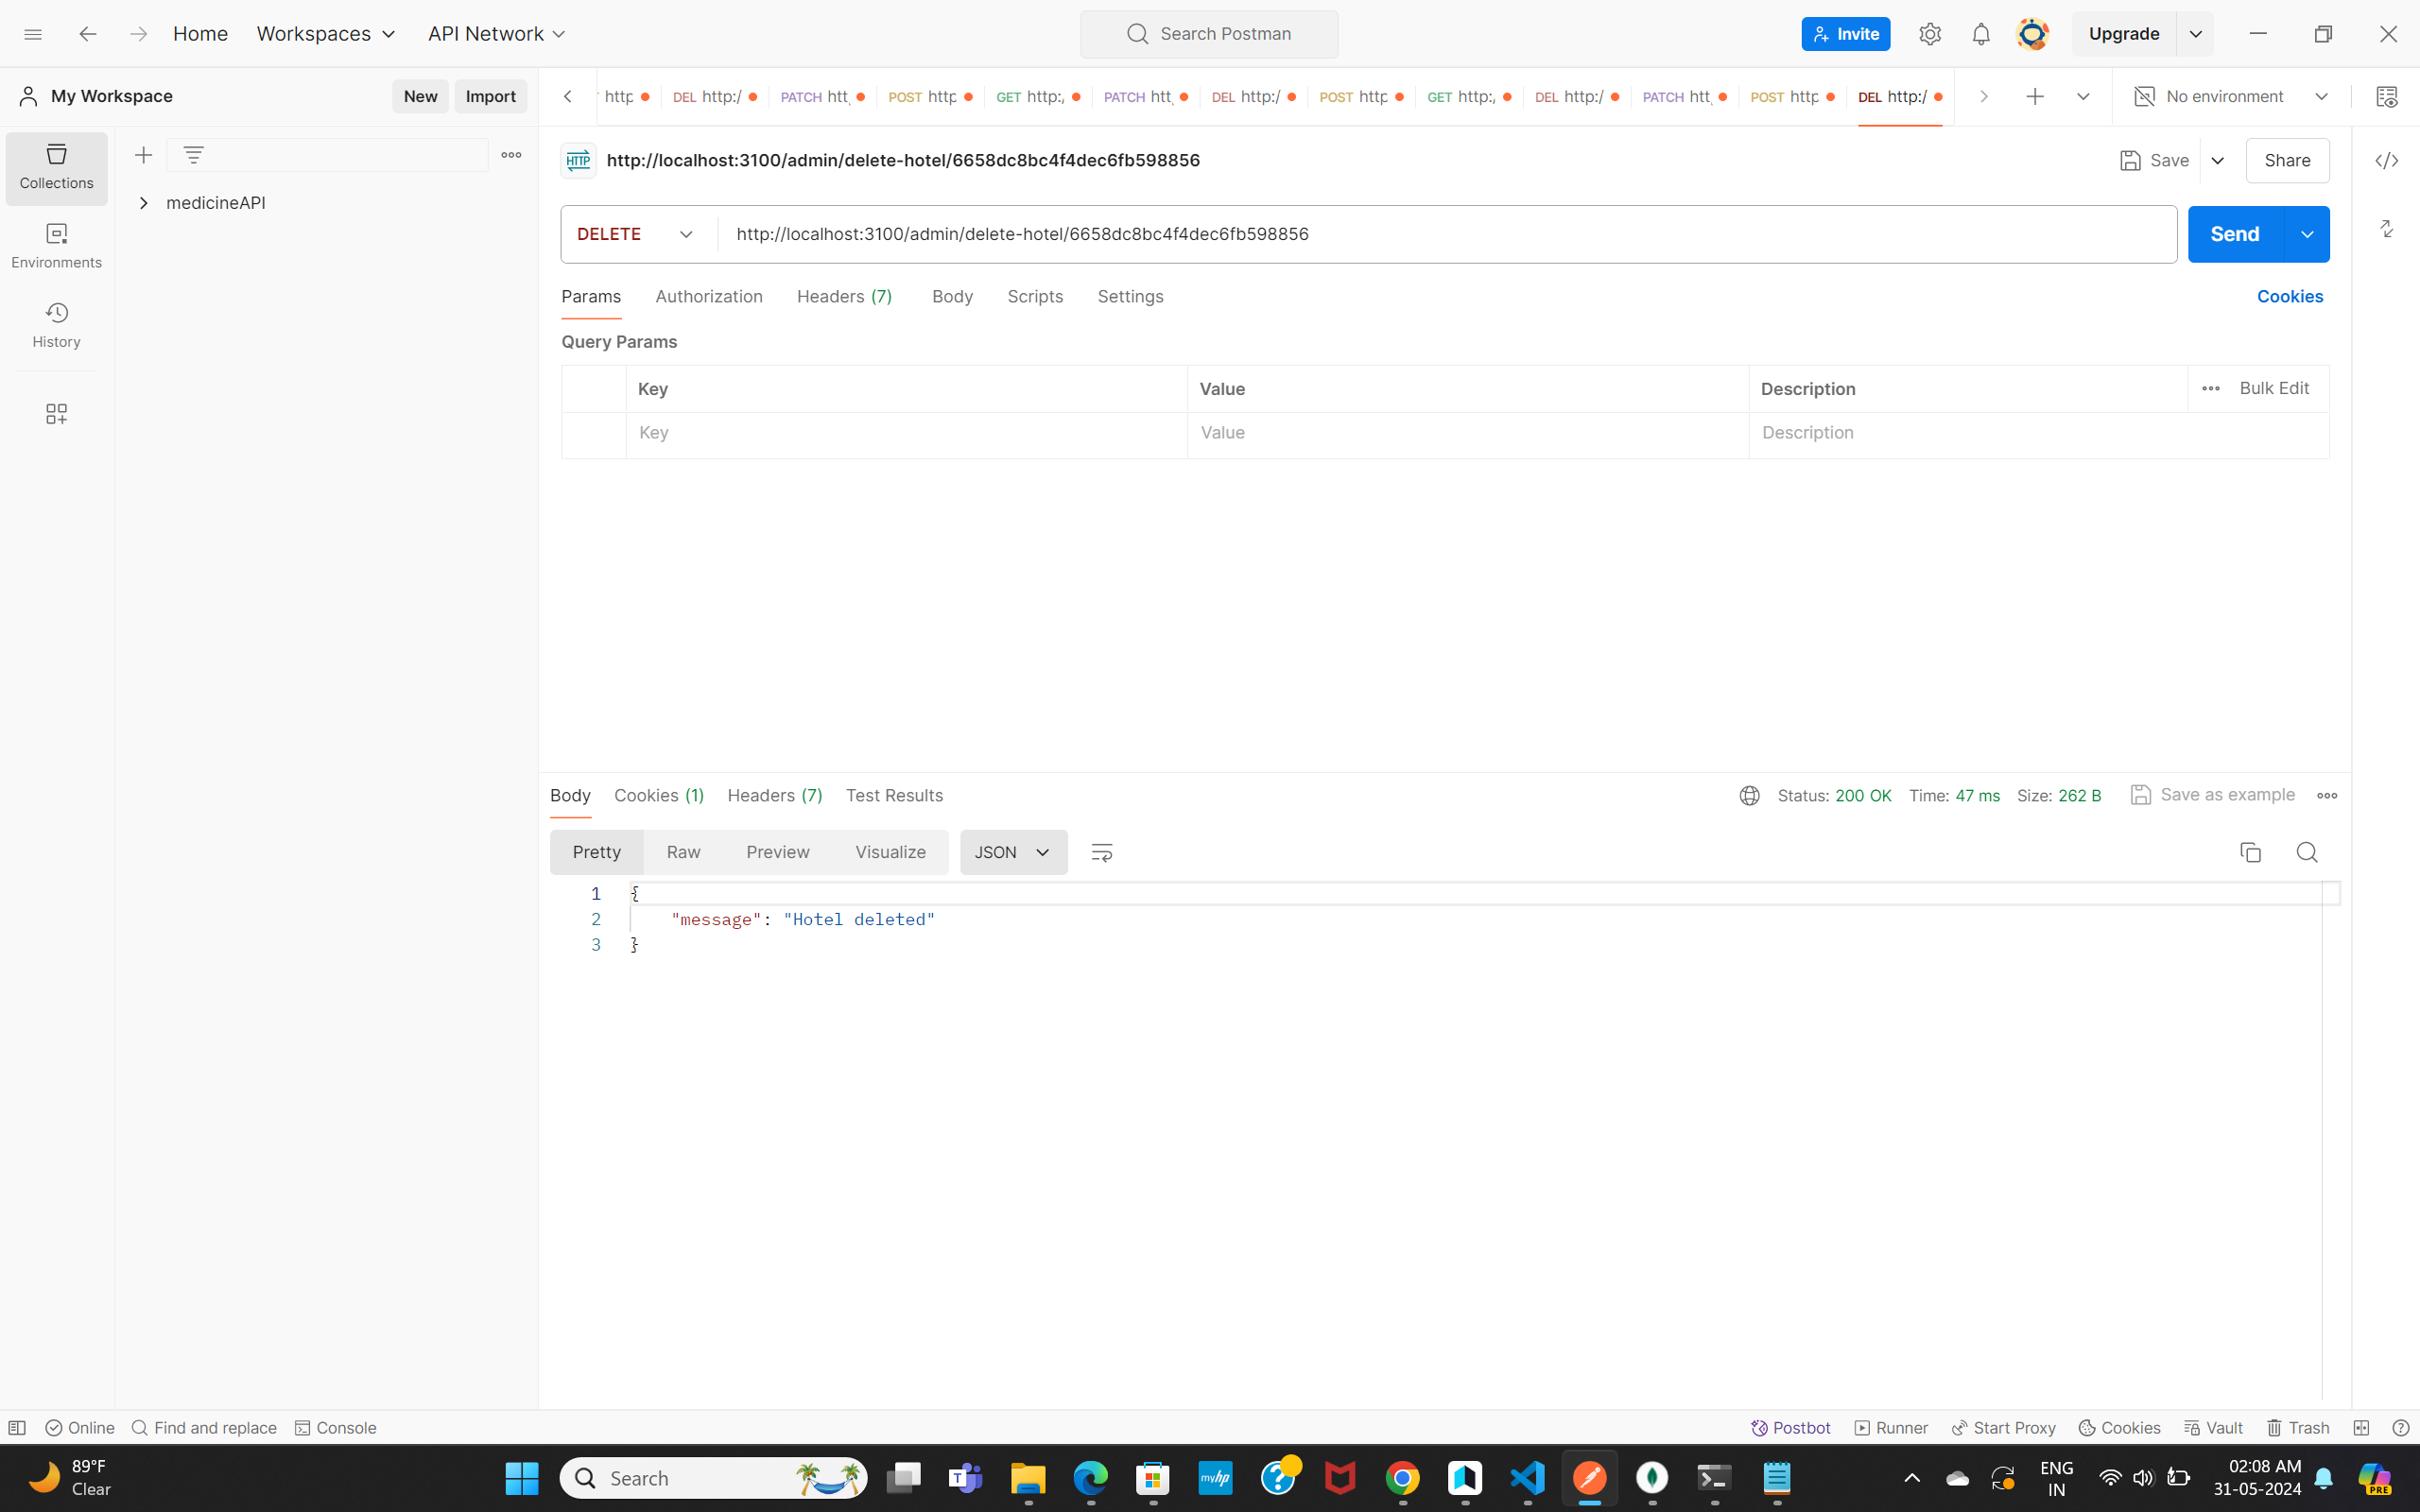 Home Workspaces API Network Search Postman Invite Upgrade
My Workspace New Import http DEL http:/ PATCH htt POST http GET http:/ PATCH htt DEL http:/ POST http GET http:/ DEL http:/ PATCH htt POST http DEL http:/ No environment
Collections
Environments
History
medicineAPI
HTTP http://localhost:3100/admin/delete-hotel/6658dc8bc4f4dec6fb598856 Save Share
DELETE http://localhost:3100/admin/delete-hotel/6658dc8bc4f4dec6fb598856 Send
Params Authorization Headers (7) Body Scripts Settings Cookies
Query Params
Key Value Description Bulk Edit
Key Value Description
Body Cookies (1) Headers (7) Test Results Status: 200 OK Time: 47 ms Size: 262 B Save as example
Pretty Raw Preview Visualize JSON
1 {
2 "message": "Hotel deleted"
3 }
Online Find and replace Console Postbot Runner Start Proxy Cookies Vault Trash
89°F
Clear
Search
myhp
ENG
IN
02:08 AM
31-05-2024
PRE